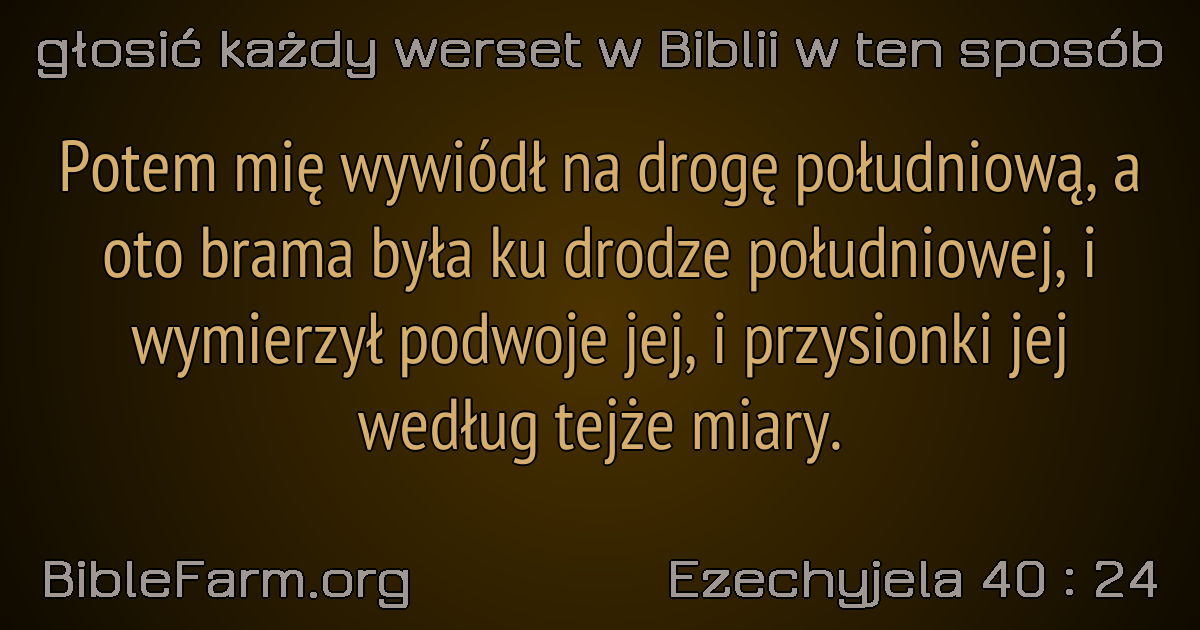 głosić każdy werset w Biblii w ten sposób
Potem mię wywiódł na drogę południową, a
oto brama była ku drodze południowej, i
wymierzył podwoje jej, i przysionki jej
według tejże miary.
BibleFarm.org
Ezechyjela 40 : 24